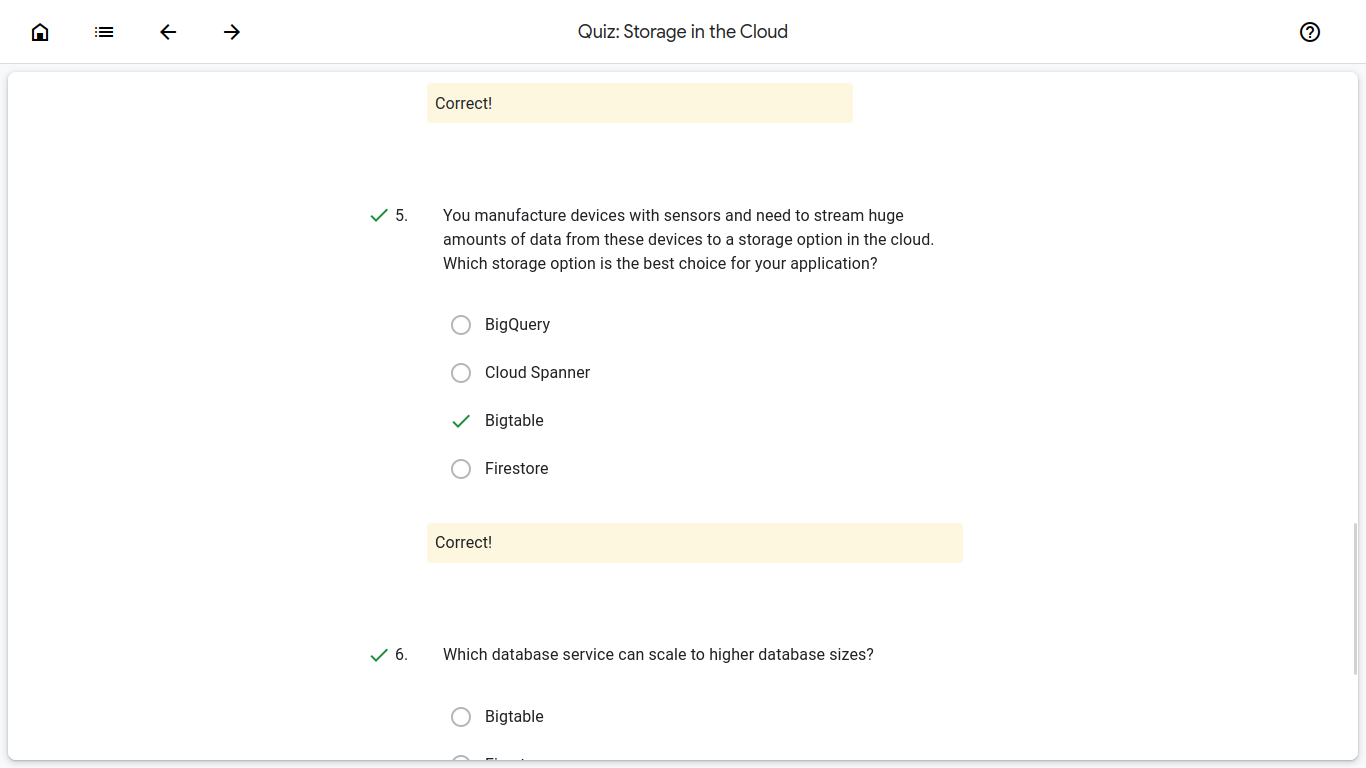 Quiz: Storage in the Cloud
Correct!
5. You manufacture devices with sensors and need to stream huge
amounts of data from these devices to a storage option in the cloud.
Which storage option is the best choice for your application?
BigQuery
Cloud Spanner
Bigtable
Firestore
Correct!
6. Which database service can scale to higher database sizes?
Bigtable